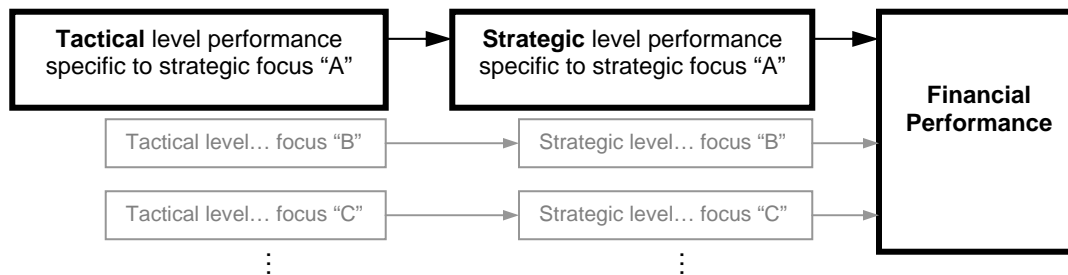 Tactical level performance
specific to strategic focus “A”
Strategic level performance
specific to strategic focus “A”
Financial
Performance
Tactical level… focus “B”
Strategic level… focus “B”
Tactical level… focus “C”
Strategic level… focus “C”